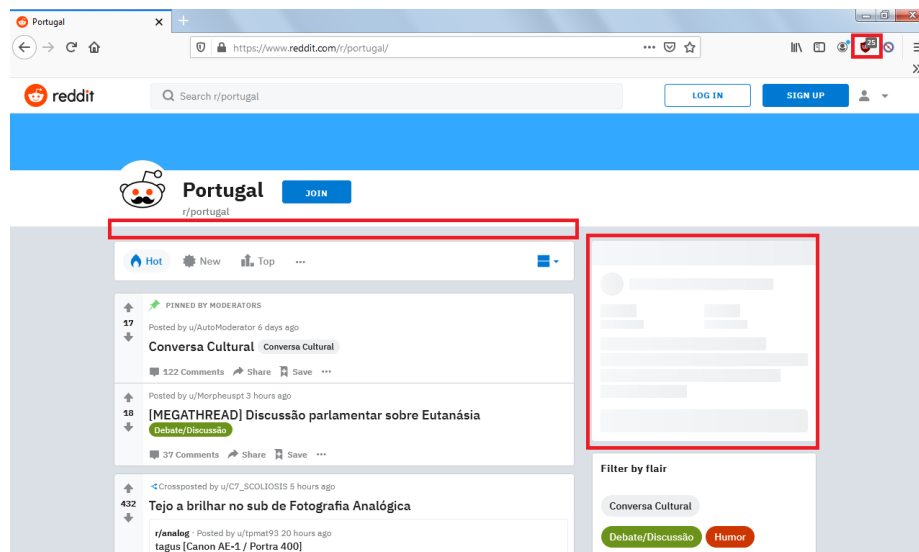 Portugal
https://www.reddit.com/r/portugal/
25
reddit
Search r/portugal
LOG IN
SIGN UP
Portugal
JOIN
r/portugal
Hot
New
Top
PINNED BY MODERATORS
17
Posted by u/AutoModerator 6 days ago
Conversa Cultural Conversa Cultural
122 Comments Share Save
Posted by u/Morpheuspt 3 hours ago
18
[MEGATHREAD] Discussão parlamentar sobre Eutanásia
Debate/Discussão
37 Comments Share Save
Crossposted by u/C7_SCOLIOSIS 5 hours ago
432
Tejo a brilhar no sub de Fotografia Analógica
r/analog · Posted by u/tpmat93 20 hours ago
tagus [Canon AE-1 / Portra 400]
Filter by flair
Conversa Cultural
Debate/Discussão Humor